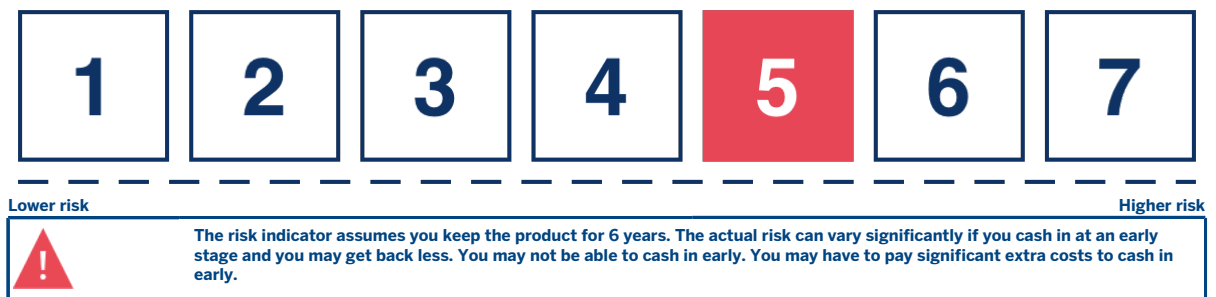 1 2 3 4 5 6 7
Lower risk Higher risk
!
The risk indicator assumes you keep the product for 6 years. The actual risk can vary significantly if you cash in at an early
stage and you may get back less. You may not be able to cash in early. You may have to pay significant extra costs to cash in
early.